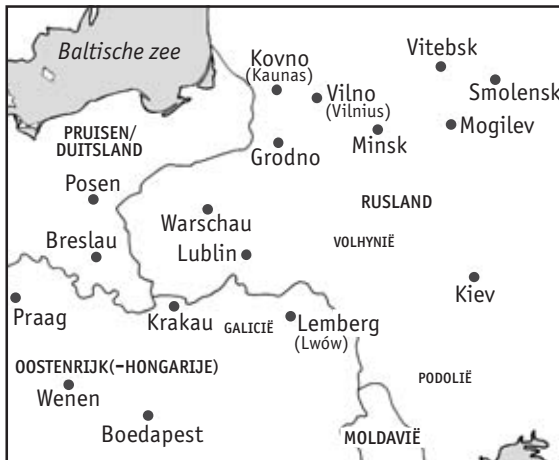 Baltische zee
Kovno
(Kaunas)
Vitebsk
Vilno
(Vilnius)
Smolensk
PRUISEN/
DUITSLAND
Grodno
Minsk
Mogilev
Posen
Warschau
RUSLAND
Breslau
Lublin
VOLHYNIË
Kiev
Praag
Krakau
GALICIË
Lemberg
(Lwów)
OOSTENRIJK(–HONGARIJE)
Wenen
PODOLIË
Boedapest
MOLDAVIË